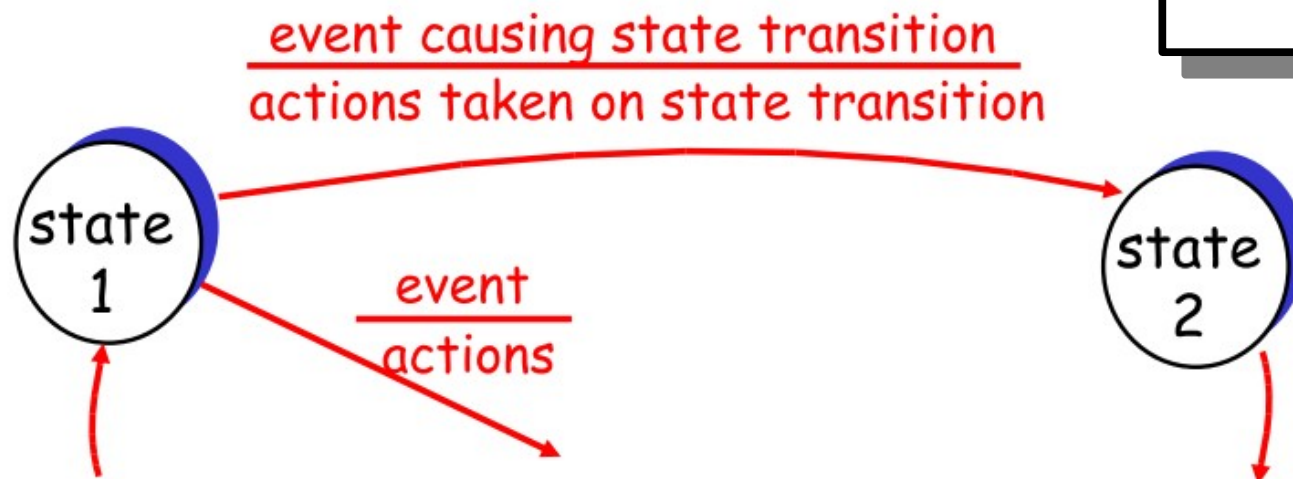 event causing state transition
actions taken on state transition
state
1
state
2
event
actions